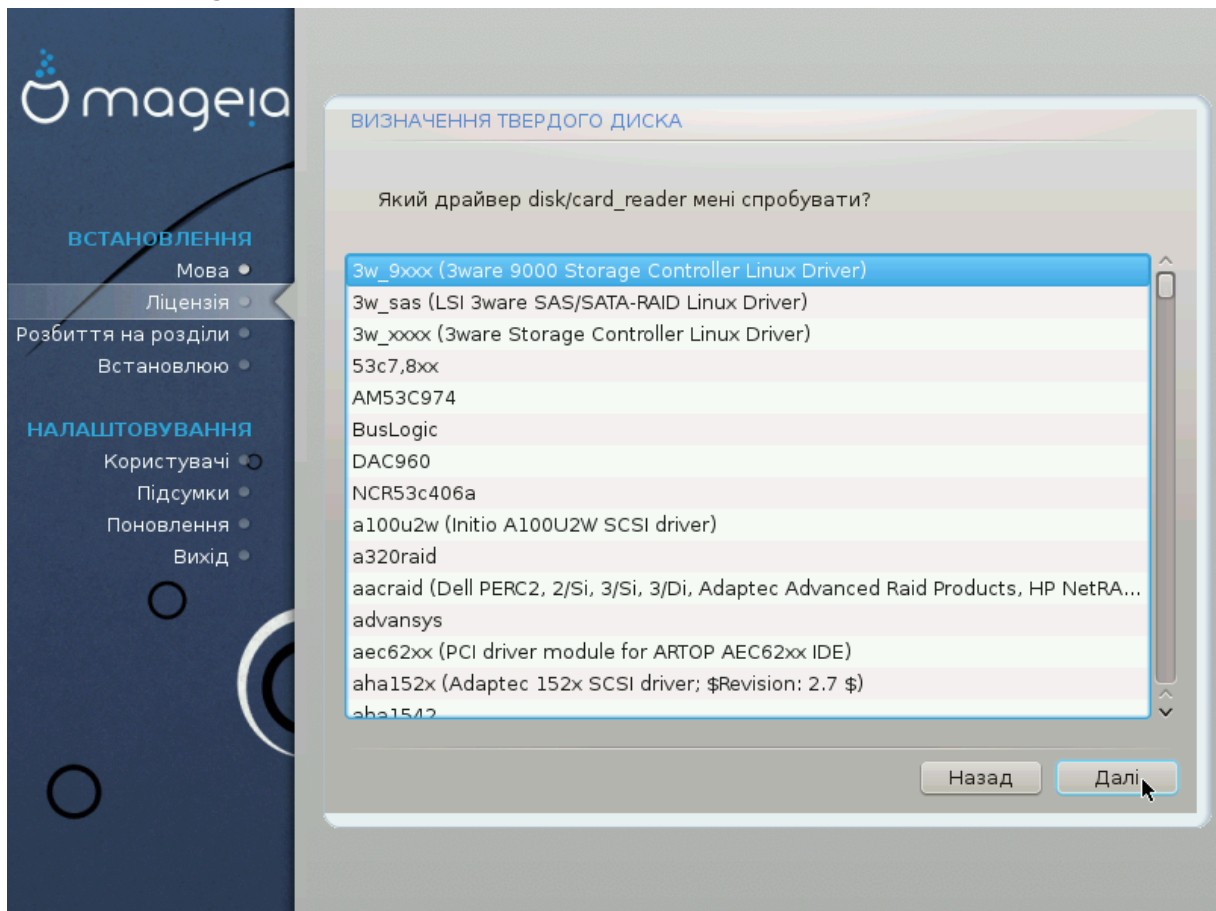 mageia
ВСТАНОВЛЕННЯ
Мова
Ліцензія
Розбиття на розділи
Встановлюю
НАЛАШТОВУВАННЯ
Користувачі
Підсумки
Поновлення
Вихід
ВИЗНАЧЕННЯ ТВЕРДОГО ДИСКА
Який драйвер disk/card_reader мені спробувати?
3w_9xxx (3ware 9000 Storage Controller Linux Driver)
3w_sas (LSI 3ware SAS/SATA-RAID Linux Driver)
3w_xxxx (3ware Storage Controller Linux Driver)
53c7,8xx
AM53C974
BusLogic
DAC960
NCR53c406a
a100u2w (Initio A100U2W SCSI driver)
a320raid
aacraid (Dell PERC2, 2/Si, 3/Si, 3/Di, Adaptec Advanced Raid Products, HP NetRA...
advansys
aec62xx (PCI driver module for ARTOP AEC62xx IDE)
aha152x (Adaptec 152x SCSI driver; $Revision: 2.7 $)
aha1542
Назад
Далі